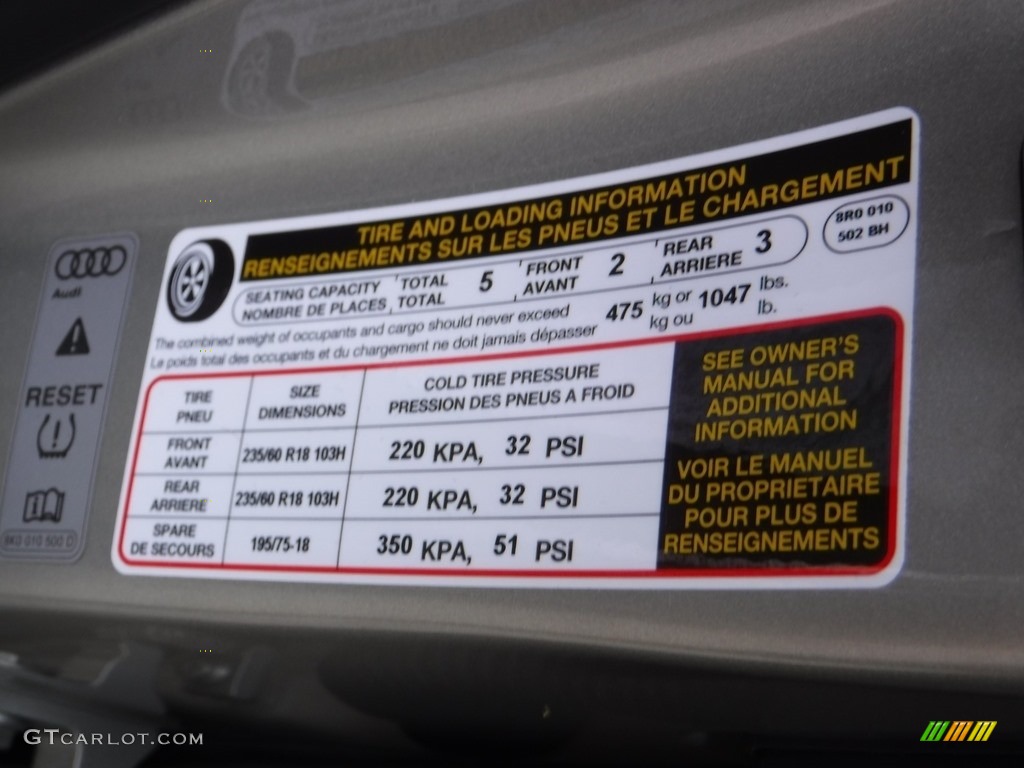 TIRE AND LOADING INFORMATION
RENSEIGNEMENTS SUR LES PNEUS ET LE CHARGEMENT
8R0 010
502 BH
SEATING CAPACITY TOTAL 5 FRONT 2 REAR 3
NOMBRE DE PLACES TOTAL AVANT ARRIERE
The combined weight of occupants and cargo should never exceed 475 kg or 1047 lbs.
Le poids total des occupants et du chargement ne doit jamais dépasser kg ou lb.
TIRE SIZE COLD TIRE PRESSURE
PNEU DIMENSIONS PRESSION DES PNEUS A FROID
FRONT
AVANT 235/60 R18 103H 220 KPA, 32 PSI
REAR
ARRIERE 235/60 R18 103H 220 KPA, 32 PSI
SPARE
DE SECOURS 195/75-18 350 KPA, 51 PSI
SEE OWNER'S
MANUAL FOR
ADDITIONAL
INFORMATION
VOIR LE MANUEL
DU PROPRIETAIRE
POUR PLUS DE
RENSEIGNEMENTS
Audi
RESET
8K0 010 500 D
GTCARLOT.COM